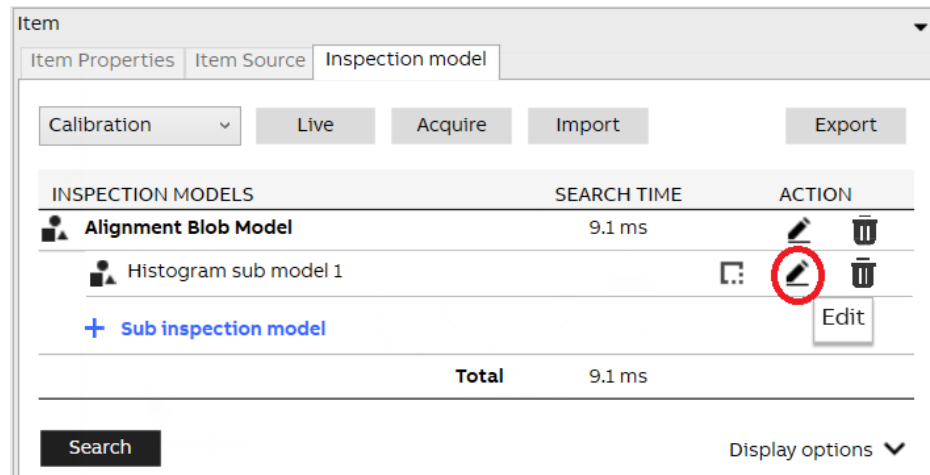 Item
Item Properties Item Source Inspection model
Calibration Live Acquire Import Export
INSPECTION MODELS SEARCH TIME ACTION
Alignment Blob Model 9.1 ms
Histogram sub model 1
Edit
+ Sub inspection model
Total 9.1 ms
Search Display options